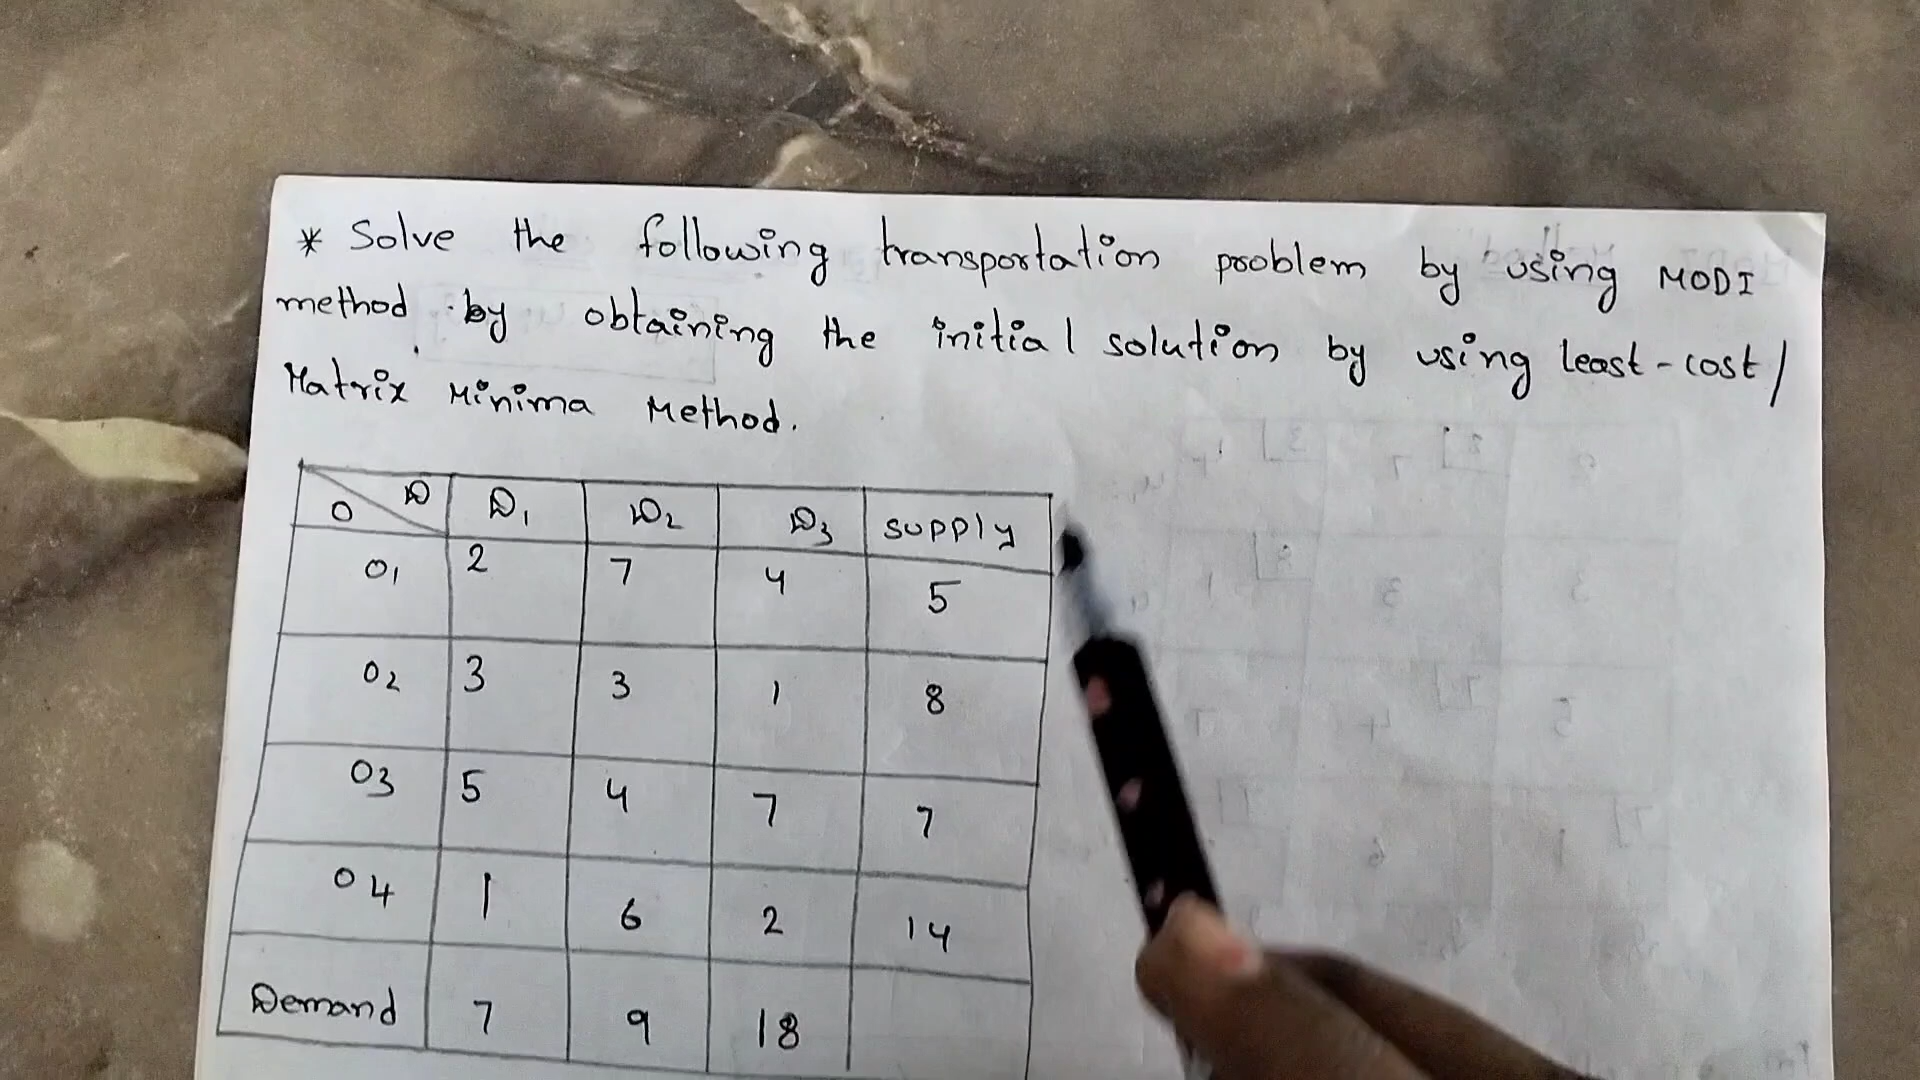 * Solve the following transportation problem by using MODI
method by obtaining the initial solution by using least-cost/
Matrix Minima Method.
O D D1 D2 D3 supply
O1 2 7 4 5
O2 3 3 1 8
O3 5 4 7 7
O4 1 6 2 14
Demand 7 9 18